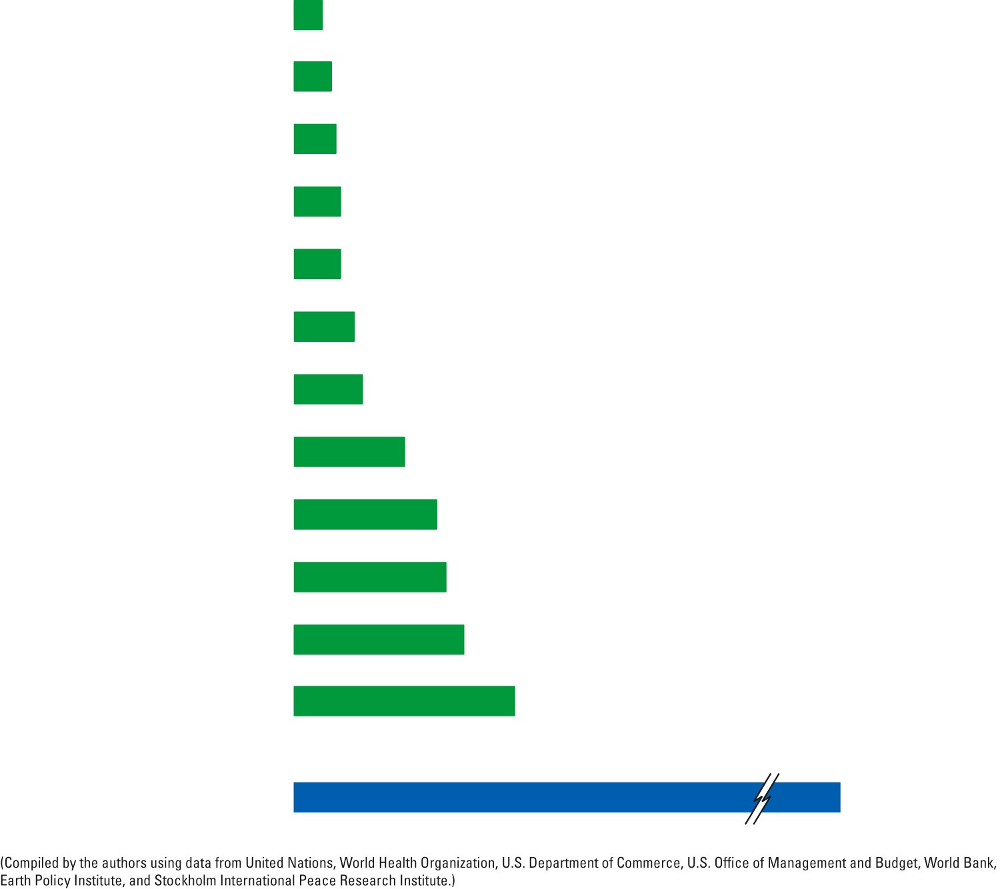 (Compiled by the authors using data from United Nations, World Health Organization, U.S. Department of Commerce, U.S. Office of Management and Budget, World Bank,
Earth Policy Institute, and Stockholm International Peace Research Institute.)